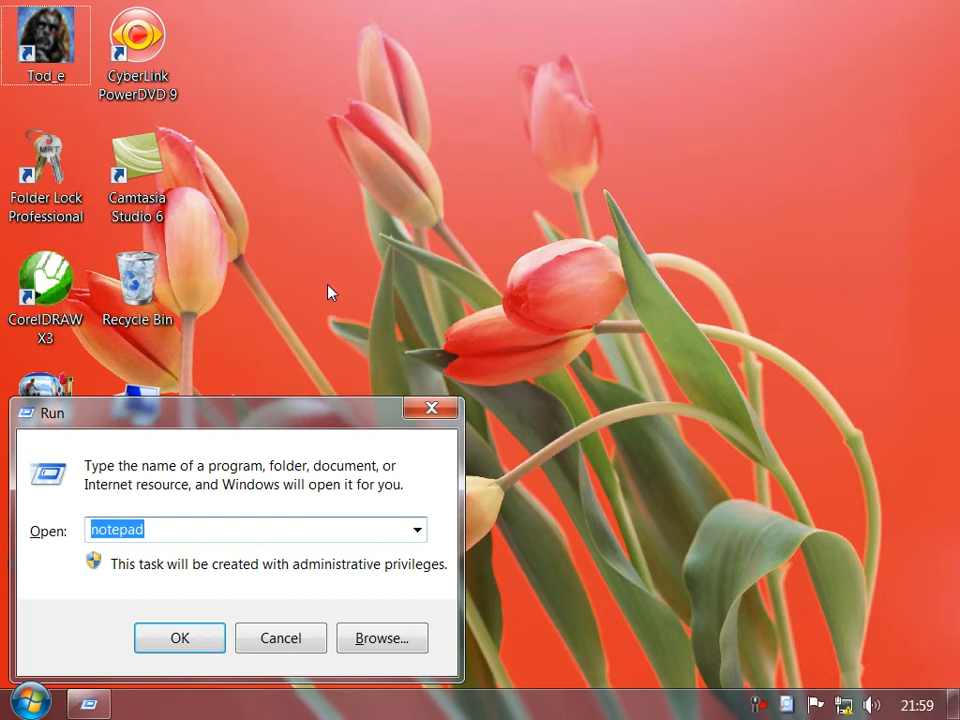 Tod_e
CyberLink
PowerDVD 9
Folder Lock
Professional
Camtasia
Studio 6
CorelDRAW
X3
Recycle Bin
Run
Type the name of a program, folder, document, or
Internet resource, and Windows will open it for you.
Open: notepad
This task will be created with administrative privileges.
OK Cancel Browse...
21:59